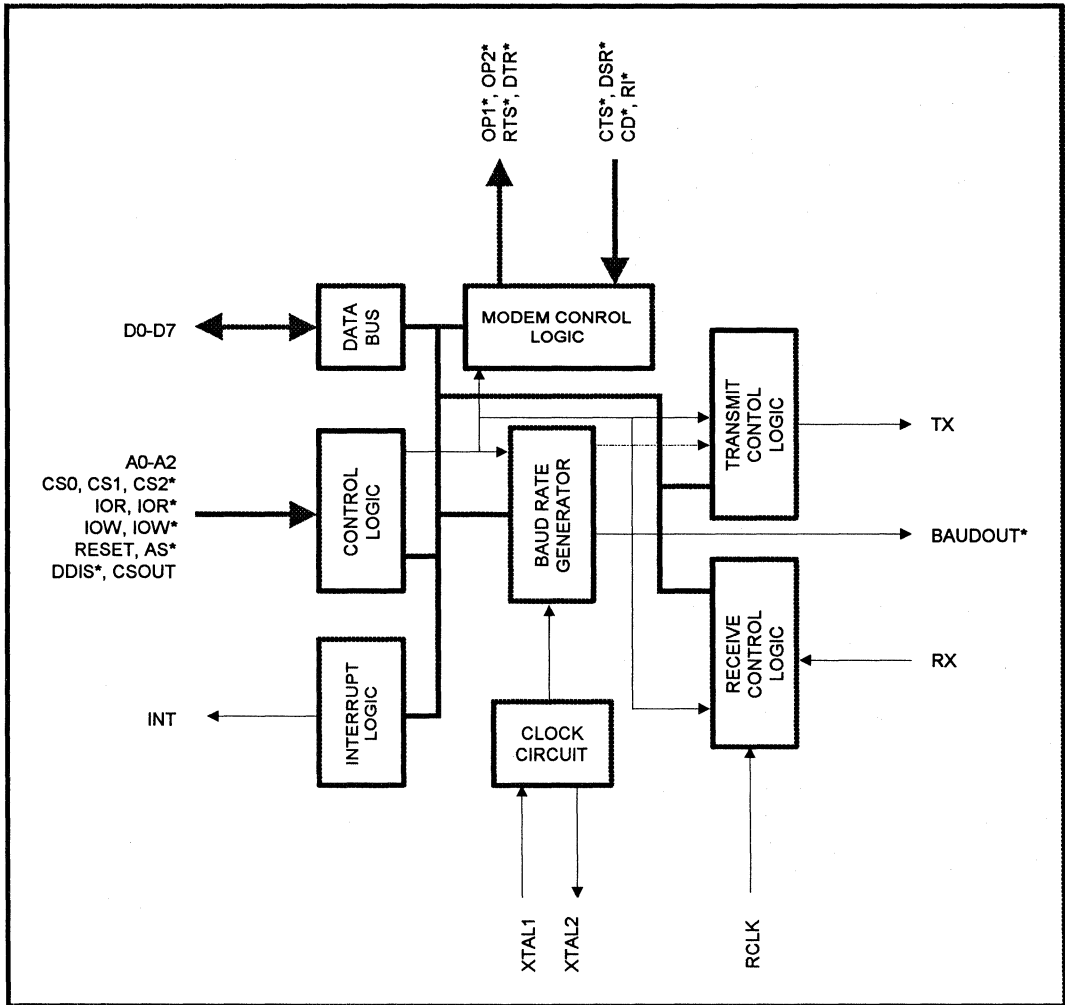 OP1*, OP2*
RTS*, DTR*
CTS*, DSR*
CD*, RI*
D0-D7
DATA
BUS
MODEM CONROL
LOGIC
TRANSMIT
CONTOL
LOGIC
TX
A0-A2
CS0, CS1, CS2*
IOR, IOR*
IOW, IOW*
RESET, AS*
DDIS*, CSOUT
CONTROL
LOGIC
BAUD RATE
GENERATOR
BAUDOUT*
RECEIVE
CONTROL
LOGIC
RX
INT
INTERRUPT
LOGIC
CLOCK
CIRCUIT
XTAL1
XTAL2
RCLK